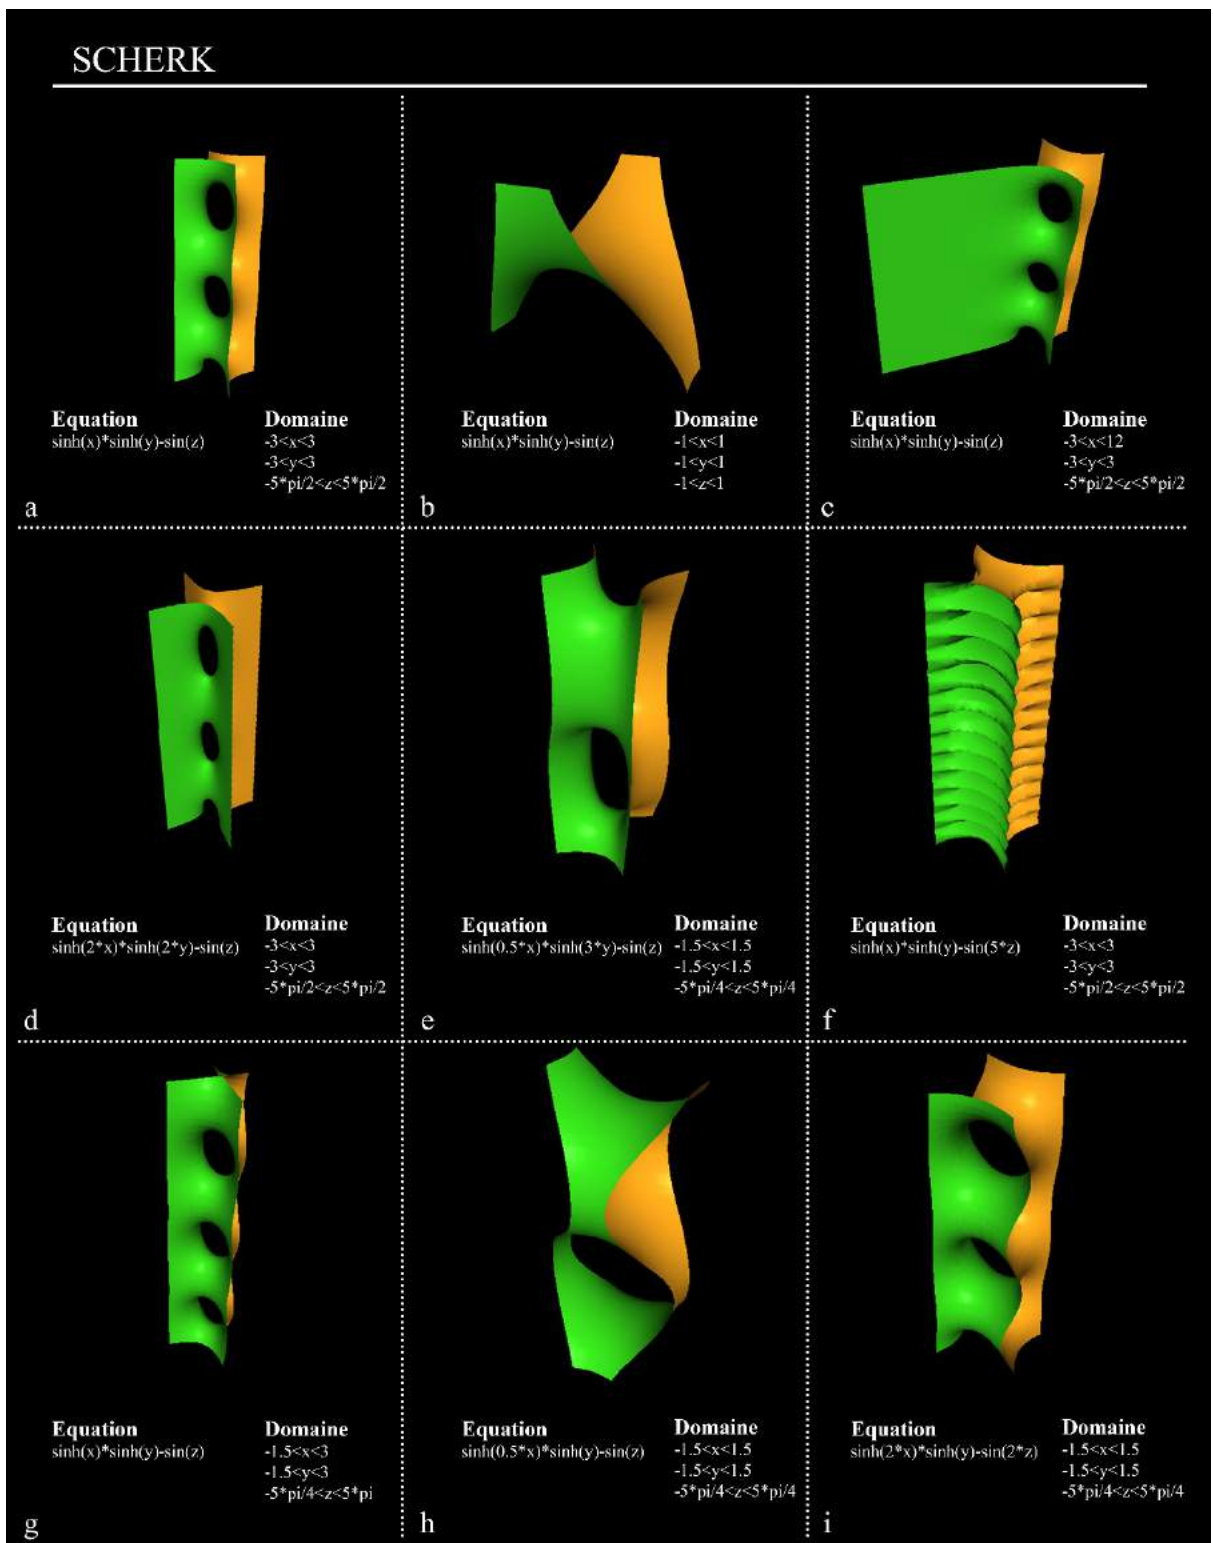 SCHERK
Equation
sinh(x)*sinh(y)-sin(z)
Domaine
-3<x<3
-3<y<3
-5*pi/2<z<5*pi/2
a
Equation
sinh(x)*sinh(y)-sin(z)
Domaine
-1<x<1
-1<y<1
-1<z<1
b
Equation
sinh(x)*sinh(y)-sin(z)
Domaine
-3<x<12
-3<y<3
-5*pi/2<z<5*pi/2
c
Equation
sinh(2*x)*sinh(2*y)-sin(z)
Domaine
-3<x<3
-3<y<3
-5*pi/2<z<5*pi/2
d
Equation
sinh(0.5*x)*sinh(3*y)-sin(z)
Domaine
-1.5<x<1.5
-1.5<y<1.5
-5*pi/4<z<5*pi/4
e
Equation
sinh(x)*sinh(y)-sin(5*z)
Domaine
-3<x<3
-3<y<3
-5*pi/2<z<5*pi/2
f
Equation
sinh(x)*sinh(y)-sin(z)
Domaine
-1.5<x<3
-1.5<y<3
-5*pi/4<z<5*pi
g
Equation
sinh(0.5*x)*sinh(y)-sin(z)
Domaine
-1.5<x<1.5
-1.5<y<1.5
-5*pi/4<z<5*pi/4
h
Equation
sinh(2*x)*sinh(y)-sin(2*z)
Domaine
-1.5<x<1.5
-1.5<y<1.5
-5*pi/4<z<5*pi/4
i